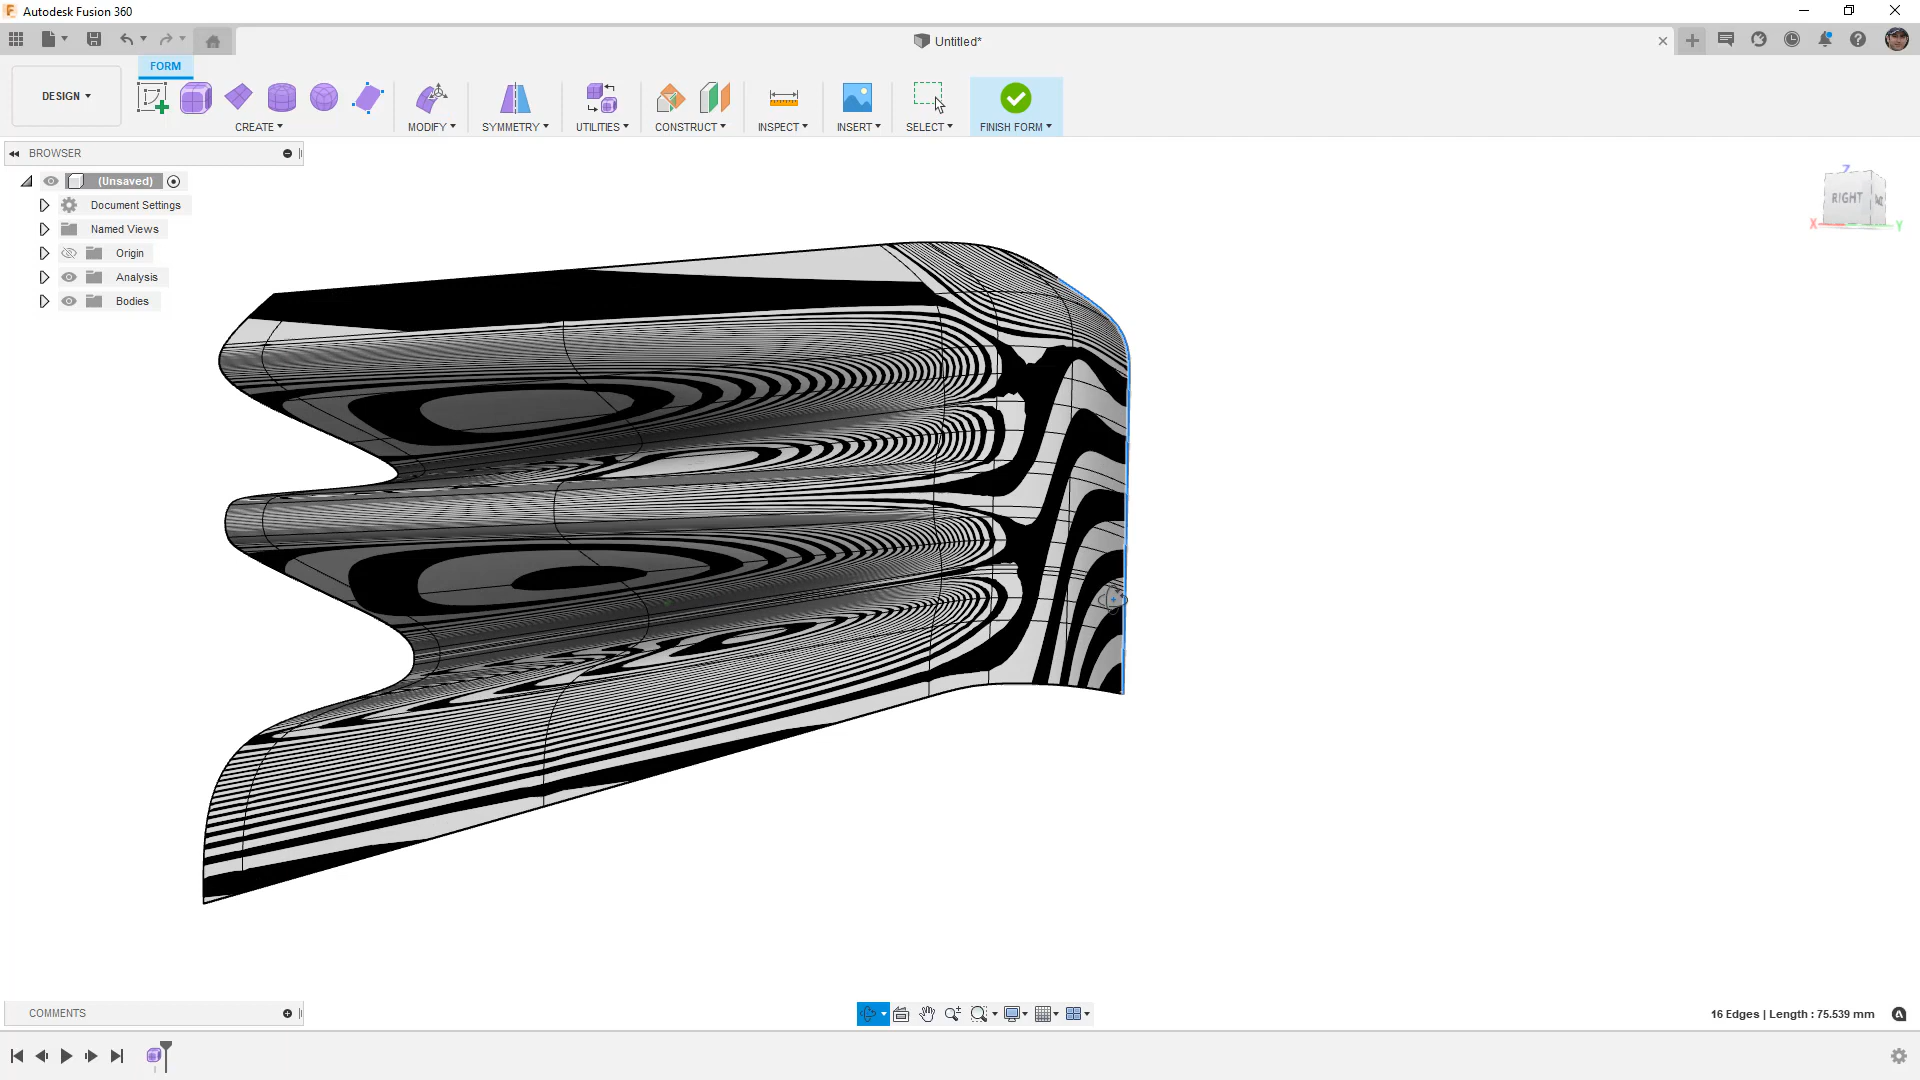 Autodesk Fusion 360
Untitled*
FORM
DESIGN
CREATE
MODIFY
SYMMETRY
UTILITIES
CONSTRUCT
INSPECT
INSERT
SELECT
FINISH FORM
BROWSER
(Unsaved)
Document Settings
Named Views
Origin
Analysis
Bodies
Z
RIGHT
X
Y
COMMENTS
16 Edges | Length : 75.539 mm